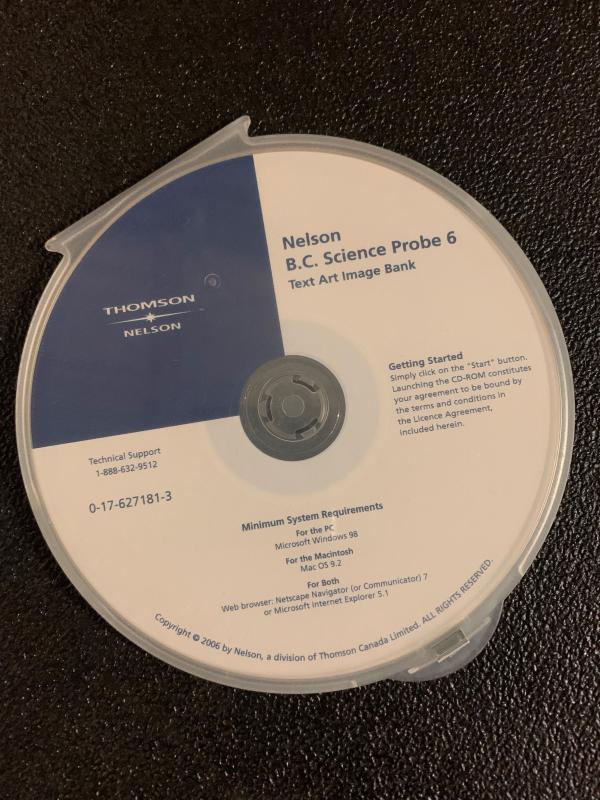 Nelson
B.C. Science Probe 6
Text Art Image Bank
THOMSON
NELSON
Getting Started
Simply click on the "Start" button.
Launching the CD-ROM constitutes
your agreement to be bound by
the terms and conditions in
the Licence Agreement,
included herein.
Technical Support
1-888-632-9512
0-17-627181-3
Minimum System Requirements
For the PC
Microsoft Windows 98
For the Macintosh
Mac OS 9.2
For Both
Web browser: Netscape Navigator (or Communicator) 7
or Microsoft Internet Explorer 5.1
Copyright © 2006 by Nelson, a division of Thomson Canada Limited. ALL RIGHTS RESERVED.